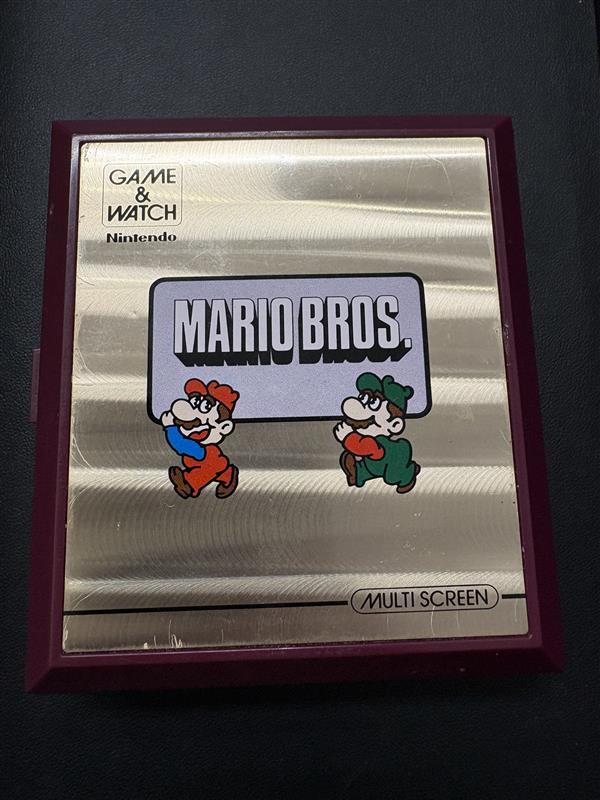 GAME
&
WATCH
Nintendo
MARIO BROS.
MULTI SCREEN